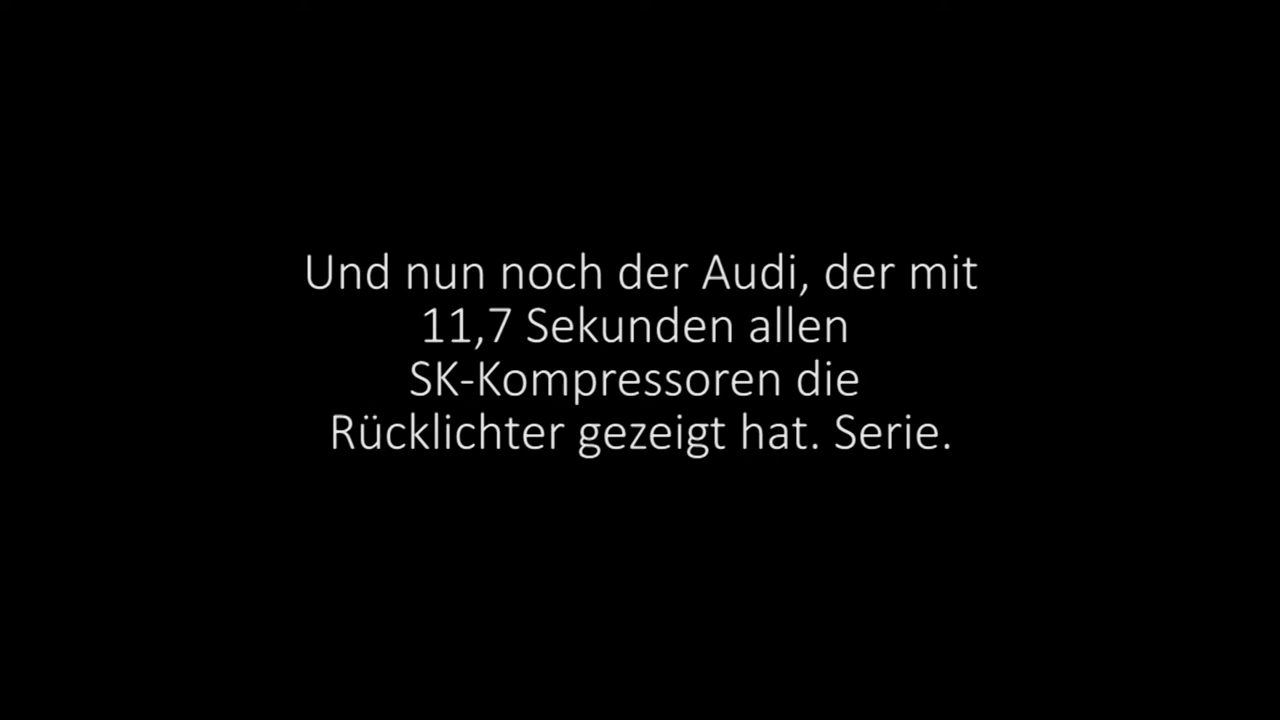 Und nun noch der Audi, der mit
11,7 Sekunden allen
SK-Kompressoren die
Rücklichter gezeigt hat. Serie.